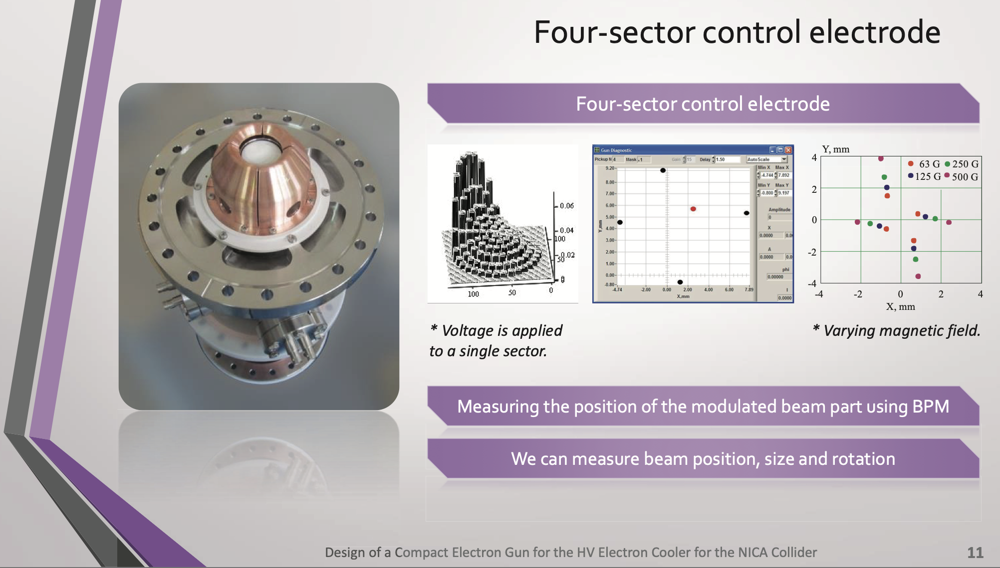 Four-sector control electrode
Four-sector control electrode
0.06
0.04
100
0.02
50
0
0
100
50
0
Gun Diagnostic
Pickup N 4 Mask 1 Gain 15 Delay 1.50 AutoScale
Min X Max X
-4.744 7.892
Min Y Max Y
-0.800 9.197
Amplitude
0
X
0.0000 0.0
A
0.0000 0.0
phi
0.00000
I
0.0000
9.20
8.00
7.00
6.00
5.00
4.00
3.00
2.00
1.00
0.00
-0.80
Y,mm
-4.74 -2.00 0.00 2.00 4.00 6.00 7.89
X,mm
Y, mm
63 G 250 G
125 G 500 G
4
2
0
-2
-4
-4 -2 0 2 4
X, mm
* Voltage is applied
to a single sector.
* Varying magnetic field.
Measuring the position of the modulated beam part using BPM
We can measure beam position, size and rotation
Design of a Compact Electron Gun for the HV Electron Cooler for the NICA Collider
11